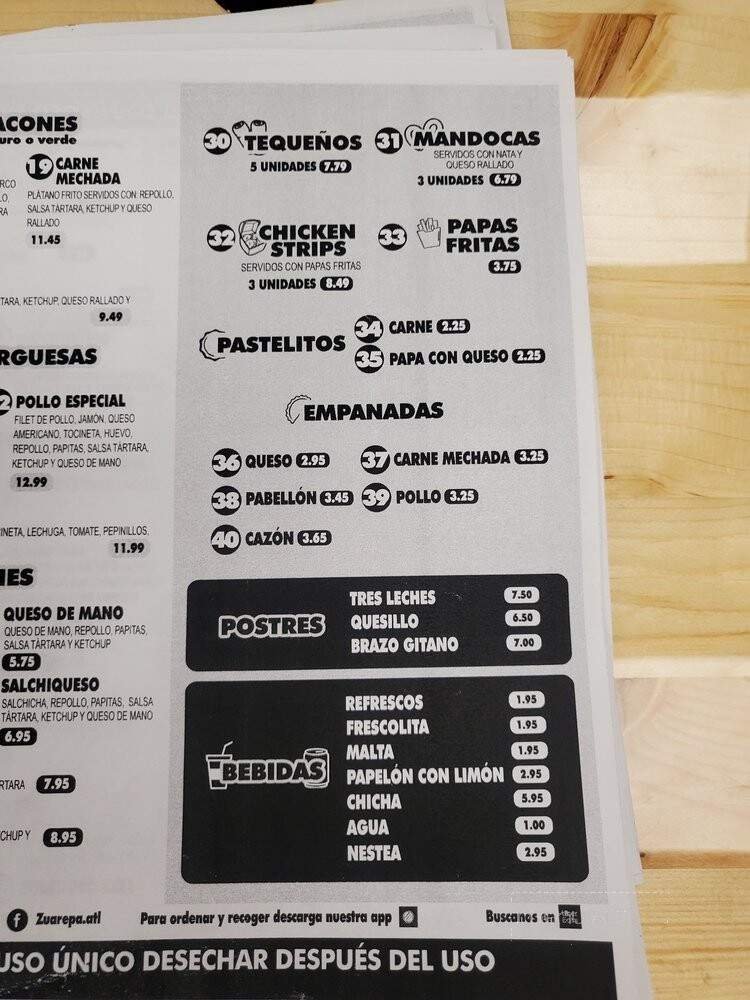 ACONES
uro o verde
19 CARNE
MECHADA
PLÁTANO FRITO SERVIDOS CON: REPOLLO,
SALSA TÁRTARA, KETCHUP Y QUESO
RALLADO
11.45
RCO
LO,
RA
TARA, KETCHUP, QUESO RALLADO Y
9.49
RGUESAS
2 POLLO ESPECIAL
FILET DE POLLO, JAMÓN, QUESO
AMERICANO, TOCINETA, HUEVO,
REPOLLO, PAPITAS, SALSA TÁRTARA,
KETCHUP Y QUESO DE MANO
12.99
INETA, LECHUGA, TOMATE, PEPINILLOS,
11.99
NES
QUESO DE MANO
QUESO DE MANO, REPOLLO, PAPITAS,
SALSA TÁRTARA Y KETCHUP
5.75
SALCHIQUESO
SALCHICHA, REPOLLO, PAPITAS, SALSA
TÁRTARA, KETCHUP Y QUESO DE MANO
6.95
RTARA 7.95
CHUP Y 8.95
30 TEQUEÑOS
5 UNIDADES 7.79
31 MANDOCAS
SERVIDOS CON NATA Y
QUESO RALLADO
3 UNIDADES 6.79
32 CHICKEN
STRIPS
SERVIDOS CON PAPAS FRITAS
3 UNIDADES 8.49
33 PAPAS
FRITAS
3.75
PASTELITOS
34 CARNE 2.25
35 PAPA CON QUESO 2.25
EMPANADAS
36 QUESO 2.95
37 CARNE MECHADA 3.25
38 PABELLÓN 3.45
39 POLLO 3.25
40 CAZÓN 3.65
POSTRES
TRES LECHES 7.50
QUESILLO 6.50
BRAZO GITANO 7.00
BEBIDAS
REFRESCOS 1.95
FRESCOLITA 1.95
MALTA 1.95
PAPELÓN CON LIMÓN 2.95
CHICHA 5.95
AGUA 1.00
NESTEA 2.95
f Zuarepa.atl
Para ordenar y recoger descarga nuestra app
Buscanos en
USO ÚNICO DESECHAR DESPUÉS DEL USO